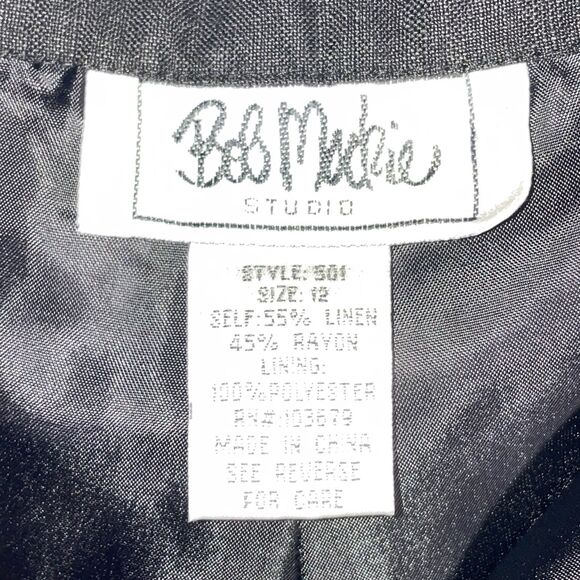 Bob Mackie
STUDIO
STYLE: 501
SIZE: 12
SELF:55% LINEN
45% RAYON
LINING:
100%POLYESTER
RN#:103679
MADE IN CHINA
SEE REVERSE
FOR CARE